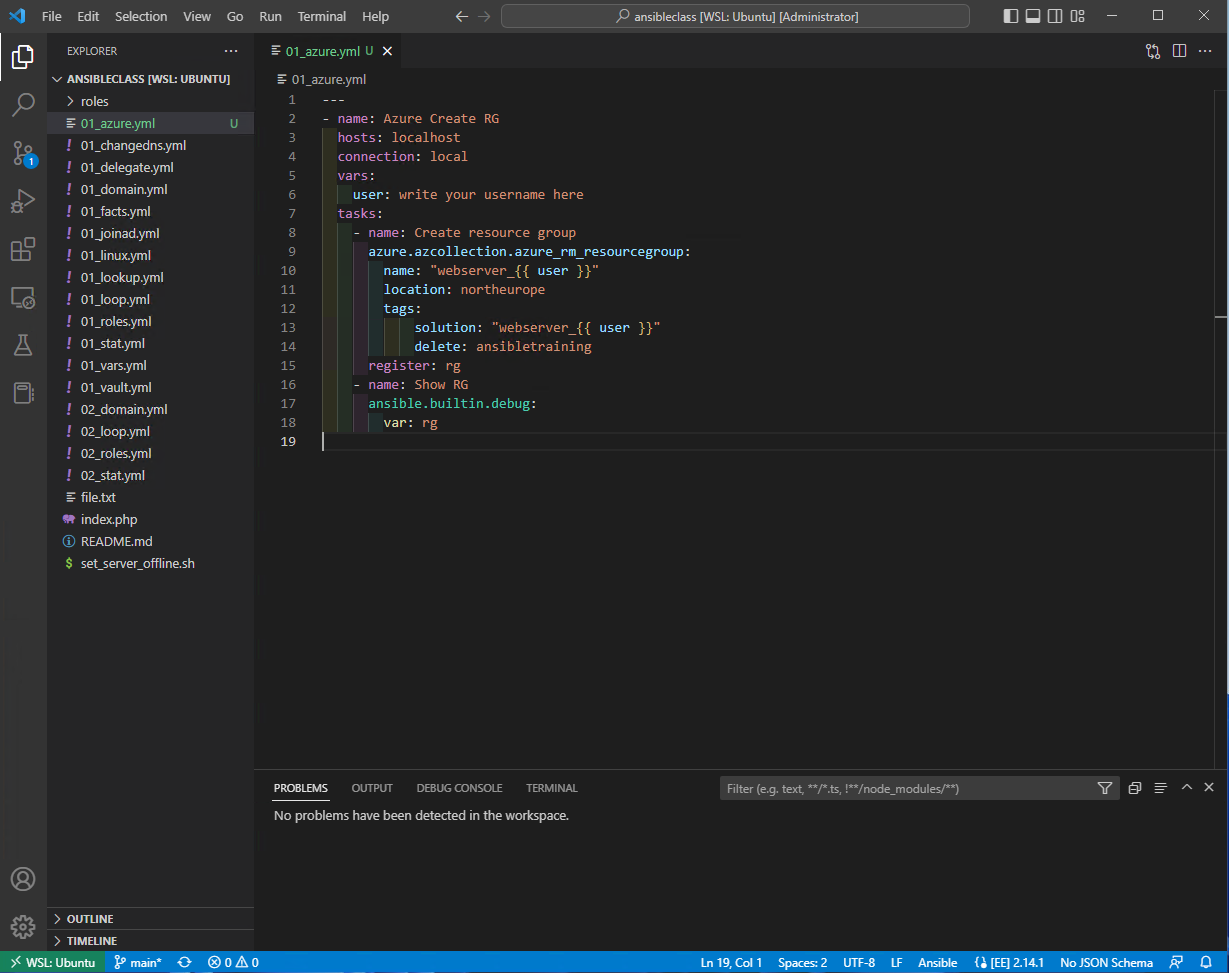 File Edit Selection View Go Run Terminal Help
ansibleclass [WSL: Ubuntu] [Administrator]
EXPLORER
ANSIBLECLASS [WSL: UBUNTU]
roles
01_azure.yml U
01_changedns.yml
01_delegate.yml
01_domain.yml
01_facts.yml
01_joinad.yml
01_linux.yml
01_lookup.yml
01_loop.yml
01_roles.yml
01_stat.yml
01_vars.yml
01_vault.yml
02_domain.yml
02_loop.yml
02_roles.yml
02_stat.yml
file.txt
index.php
README.md
set_server_offline.sh
OUTLINE
TIMELINE
1
01_azure.yml U
01_azure.yml
1 ---
2 - name: Azure Create RG
3 hosts: localhost
4 connection: local
5 vars:
6 user: write your username here
7 tasks:
8 - name: Create resource group
9 azure.azcollection.azure_rm_resourcegroup:
10 name: "webserver_{{ user }}"
11 location: northeurope
12 tags:
13 solution: "webserver_{{ user }}"
14 delete: ansibletraining
15 register: rg
16 - name: Show RG
17 ansible.builtin.debug:
18 var: rg
19
PROBLEMS OUTPUT DEBUG CONSOLE TERMINAL
Filter (e.g. text, **/*.ts, !**/node_modules/**)
No problems have been detected in the workspace.
WSL: Ubuntu main* 0 0 Ln 19, Col 1 Spaces: 2 UTF-8 LF Ansible [EE] 2.14.1 No JSON Schema